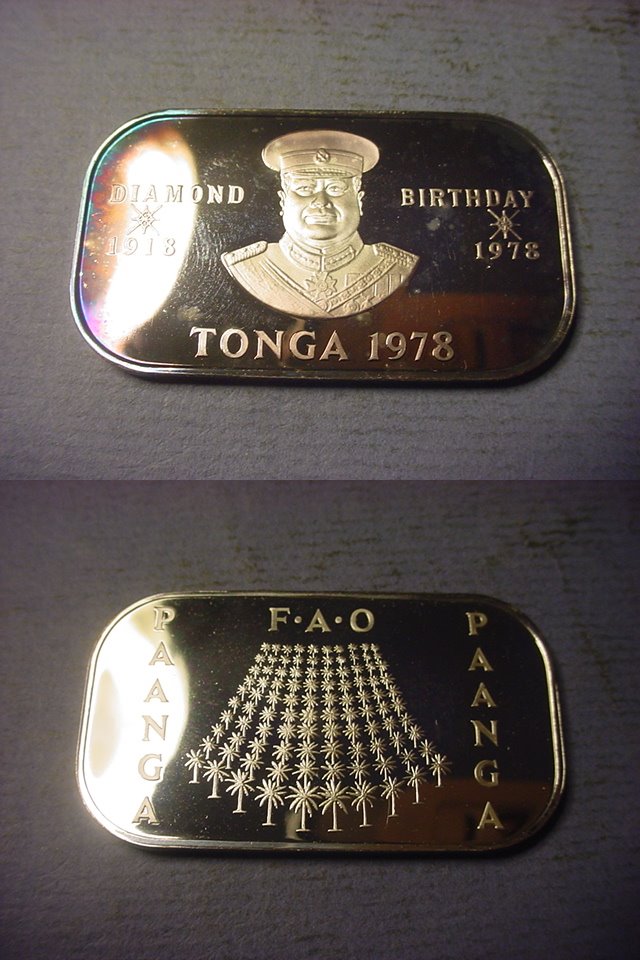 DIAMOND BIRTHDAY
1918 1978
TONGA 1978
F·A·O
PAANGA
PAANGA